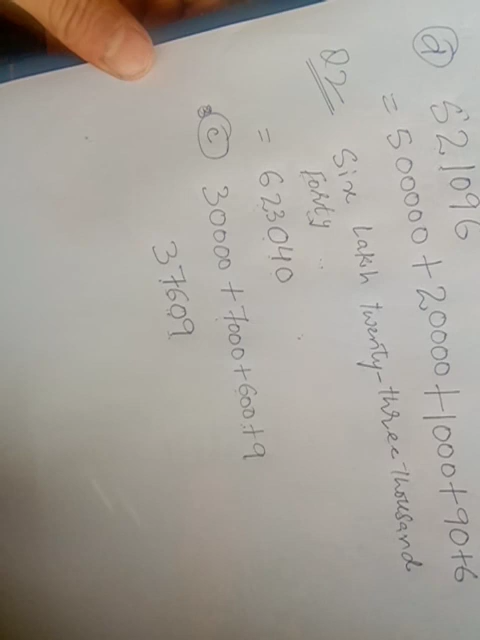 (d) 521096
= 500000 + 20000 + 1000 + 90 + 6
Q2 Six Lakh twenty-three-thousand
forty
= 623040
(c) 30000 + 7000 + 600 + 9
37609